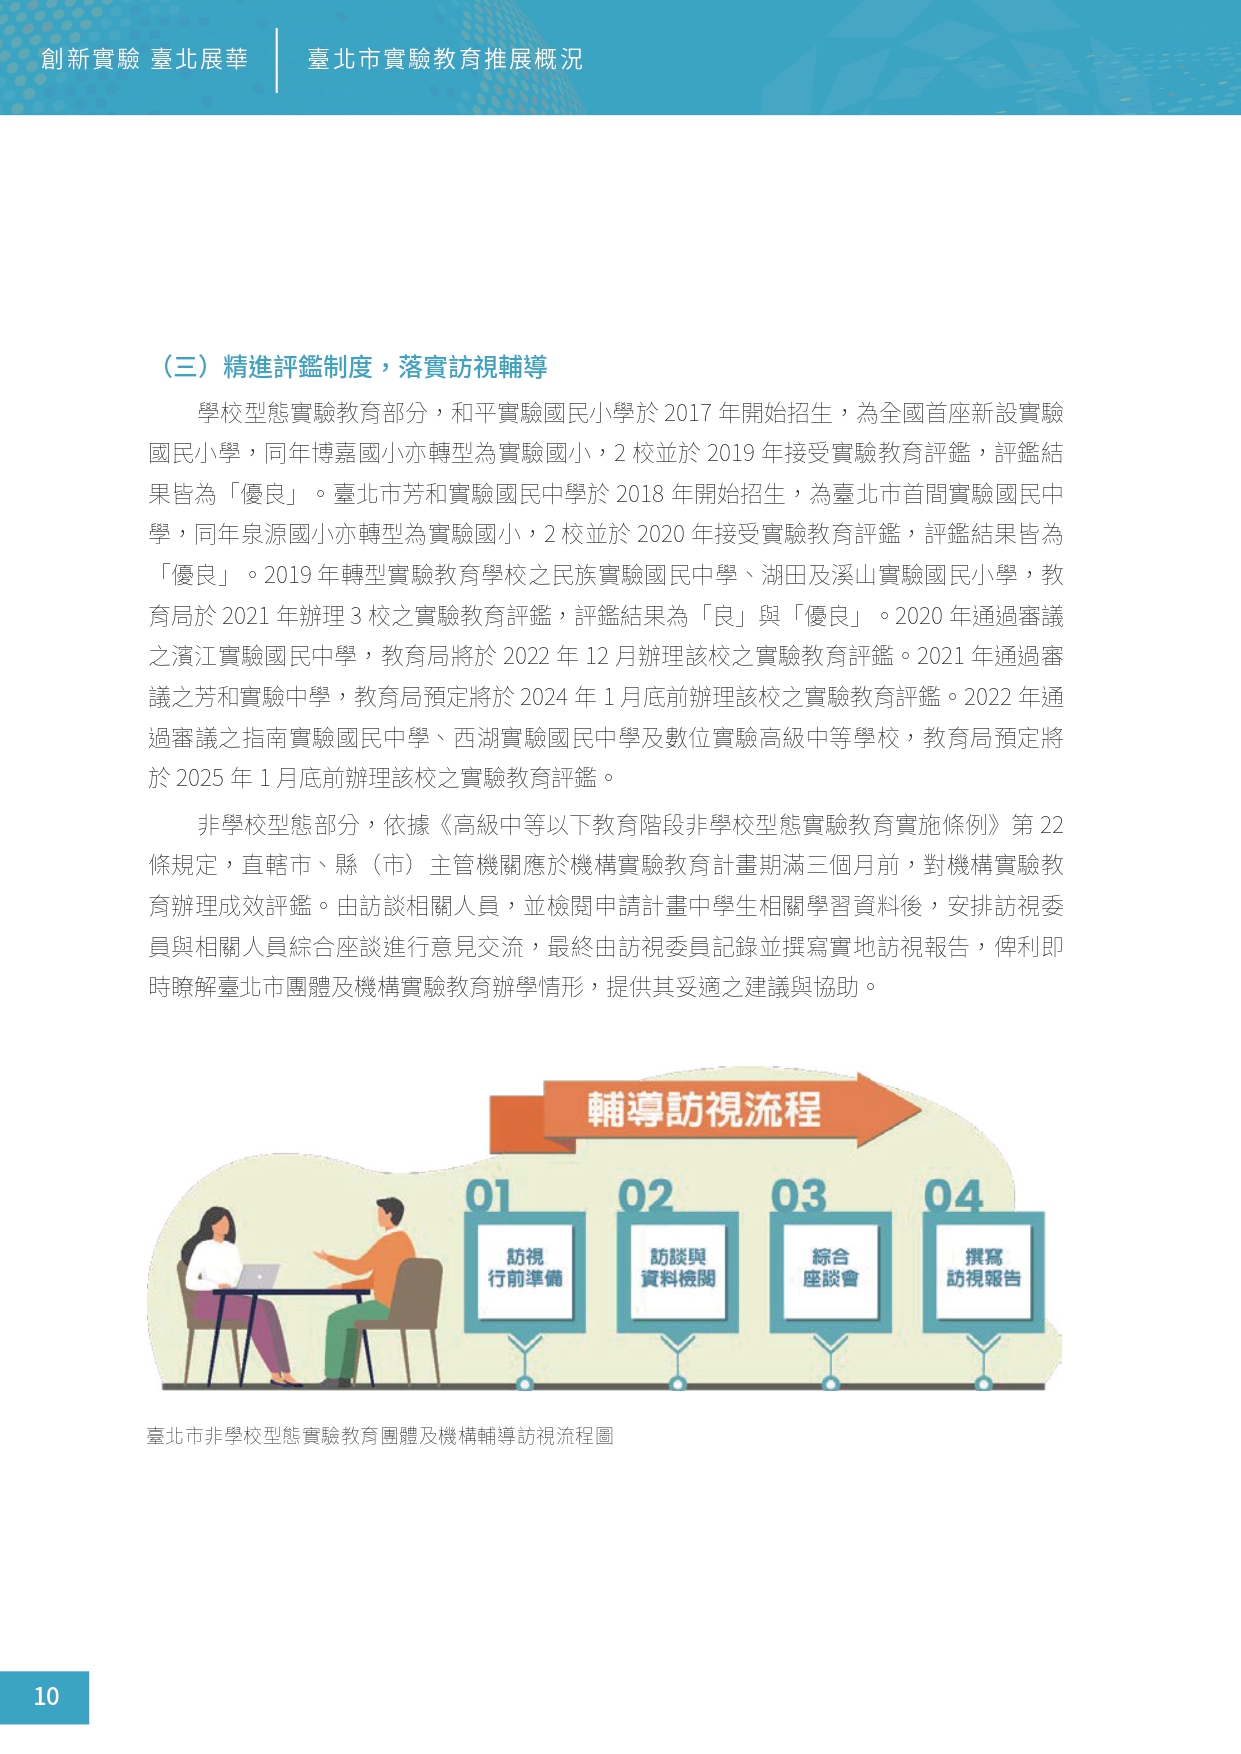 創新實驗 臺北展華
臺北市實驗教育推展概況
（三）精進評鑑制度，落實訪視輔導
學校型態實驗教育部分，和平實驗國民小學於 2017 年開始招生，為全國首座新設實驗
國民小學，同年博嘉國小亦轉型為實驗國小，2 校並於 2019 年接受實驗教育評鑑，評鑑結
果皆為「優良」。臺北市芳和實驗國民中學於 2018 年開始招生，為臺北市首間實驗國民中
學，同年泉源國小亦轉型為實驗國小，2 校並於 2020 年接受實驗教育評鑑，評鑑結果皆為
「優良」。2019 年轉型實驗教育學校之民族實驗國民中學、湖田及溪山實驗國民小學，教
育局於 2021 年辦理 3 校之實驗教育評鑑，評鑑結果為「良」與「優良」。2020 年通過審議
之濱江實驗國民中學，教育局將於 2022 年 12 月辦理該校之實驗教育評鑑。2021 年通過審
議之芳和實驗中學，教育局預定將於 2024 年 1 月底前辦理該校之實驗教育評鑑。2022 年通
過審議之指南實驗國民中學、西湖實驗國民中學及數位實驗高級中等學校，教育局預定將
於 2025 年 1 月底前辦理該校之實驗教育評鑑。
非學校型態部分，依據《高級中等以下教育階段非學校型態實驗教育實施條例》第 22
條規定，直轄市、縣（市）主管機關應於機構實驗教育計畫期滿三個月前，對機構實驗教
育辦理成效評鑑。由訪談相關人員，並檢閱申請計畫中學生相關學習資料後，安排訪視委
員與相關人員綜合座談進行意見交流，最終由訪視委員記錄並撰寫實地訪視報告，俾利即
時瞭解臺北市團體及機構實驗教育辦學情形，提供其妥適之建議與協助。
輔導訪視流程
01
訪視
行前準備
02
訪談與
資料檢閱
03
綜合
座談會
04
撰寫
訪視報告
臺北市非學校型態實驗教育團體及機構輔導訪視流程圖
10